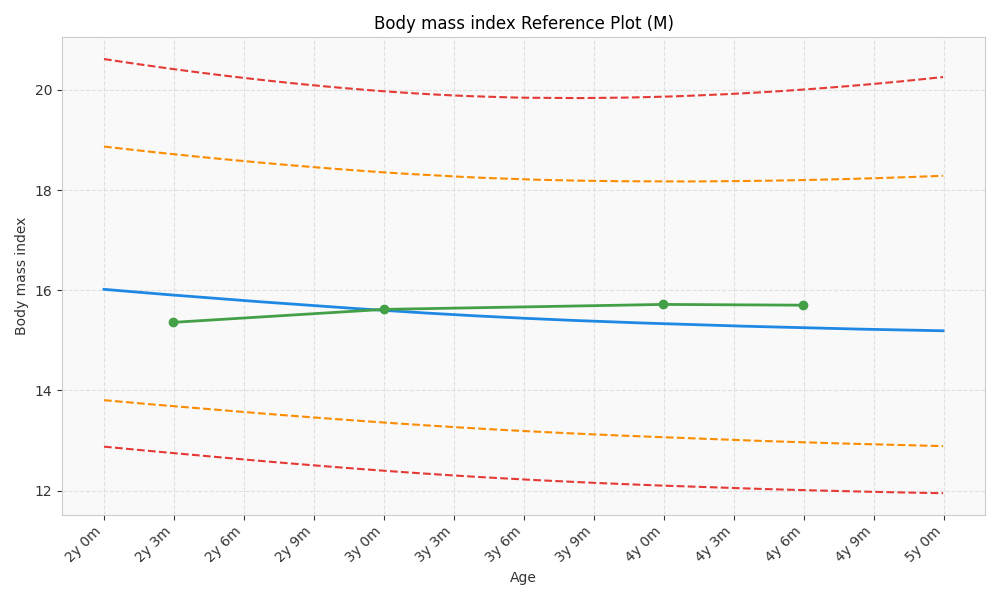 Body mass index Reference Plot (M)
Body mass index
20
18
16
14
12
2y 0m
2y 3m
2y 6m
2y 9m
3y 0m
3y 3m
3y 6m
3y 9m
4y 0m
4y 3m
4y 6m
4y 9m
5y 0m
Age